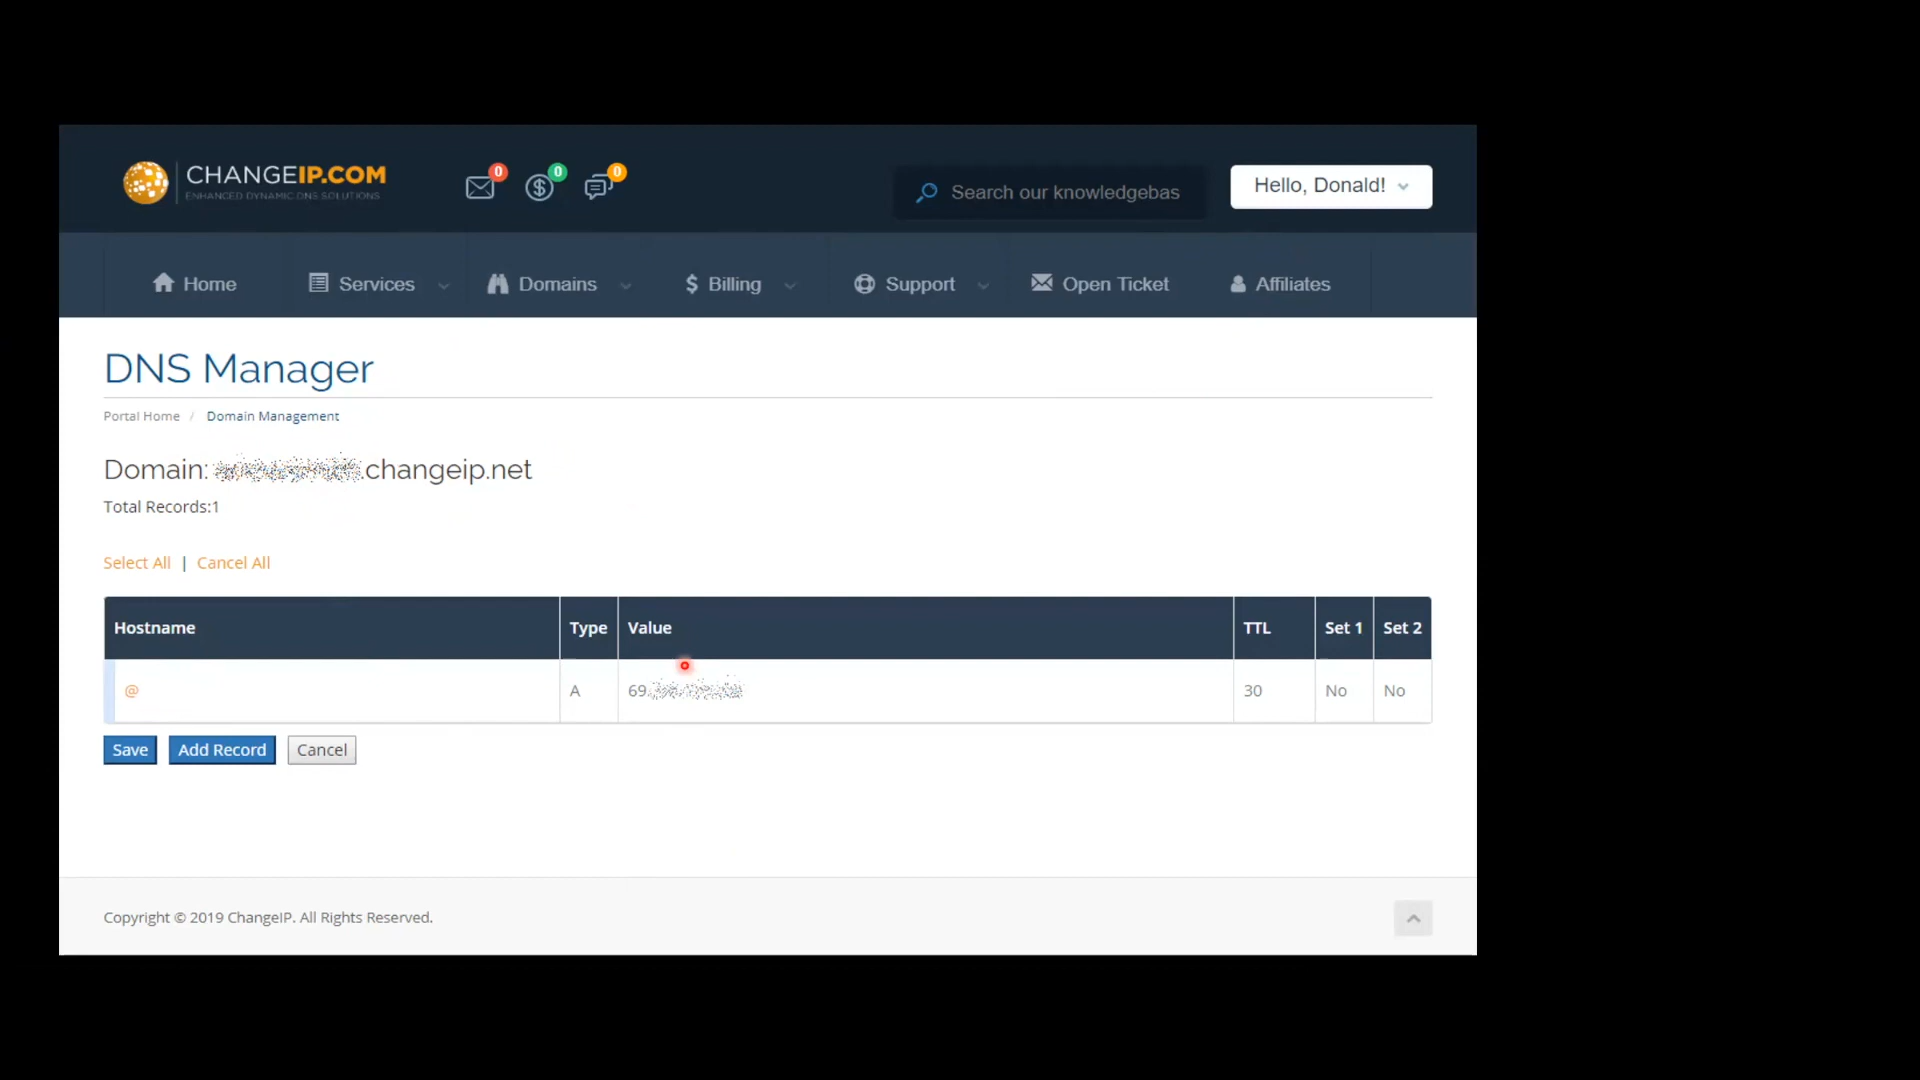 CHANGEIP.COM
ENHANCED DYNAMIC DNS SOLUTIONS
0 0 0
Search our knowledgebas
Hello, Donald!
Home Services Domains Billing Support Open Ticket Affiliates
DNS Manager
Portal Home / Domain Management
Domain: .changeip.net
Total Records:1
Select All | Cancel All
Hostname Type Value TTL Set 1 Set 2
@ A 69. 30 No No
Save Add Record Cancel
Copyright © 2019 ChangeIP. All Rights Reserved.